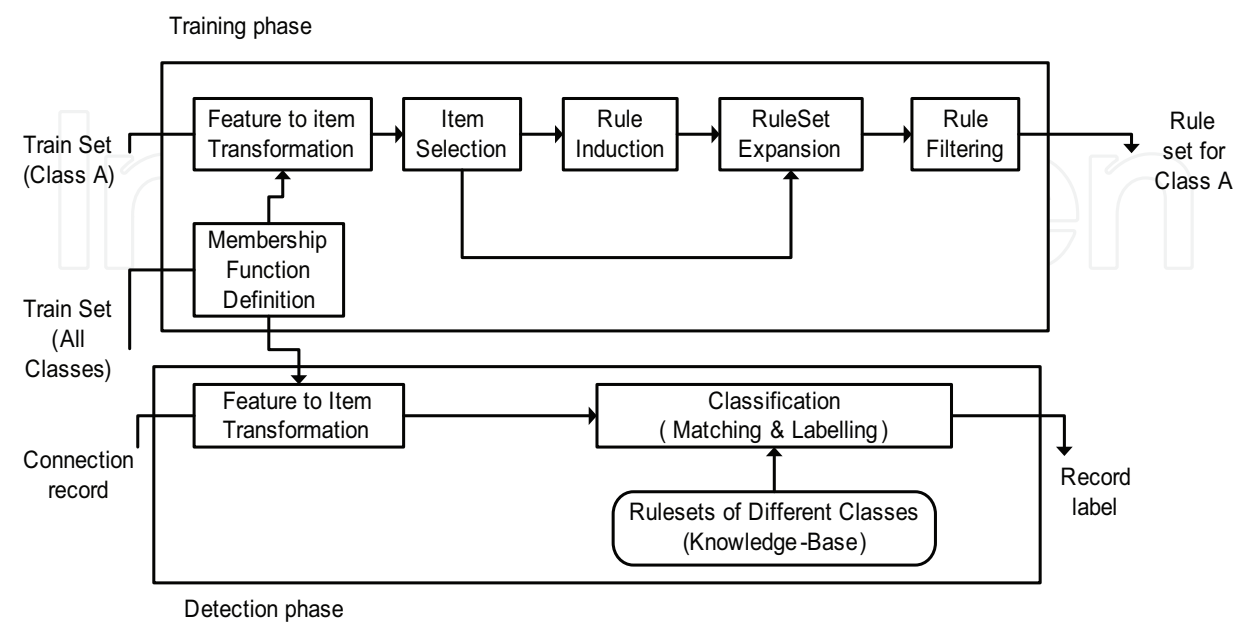 Training phase
Train Set
(Class A)
Feature to item
Transformation
Item
Selection
Rule
Induction
RuleSet
Expansion
Rule
Filtering
Rule
set for
Class A
Membership
Function
Definition
Train Set
(All
Classes)
Feature to Item
Transformation
Classification
( Matching & Labelling)
Connection
record
Record
label
Rulesets of Different Classes
(Knowledge-Base)
Detection phase